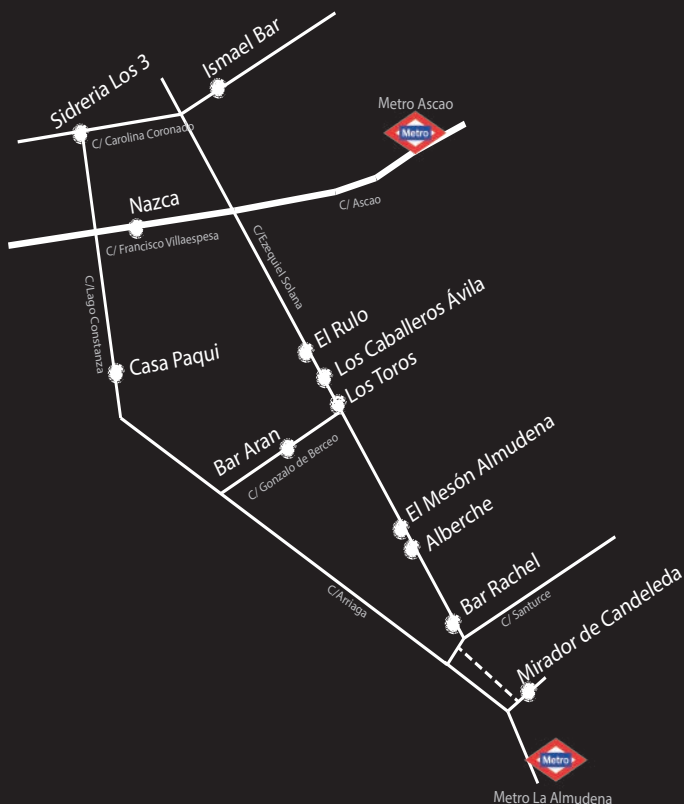 Ismael Bar
Sidreria Los 3
C/ Carolina Coronado
Metro Ascao
Metro
Nazca
C/ Ascao
C/ Francisco Villaespesa
C/Ezequiel Solana
C/Lago Constanza
El Rulo
Los Caballeros Ávila
Casa Paqui
Los Toros
Bar Aran
C/ Gonzalo de Berceo
El Mesón Almudena
Alberche
Bar Rachel
C/Arriaga
C/ Santurce
Mirador de Candeleda
Metro
Metro La Almudena